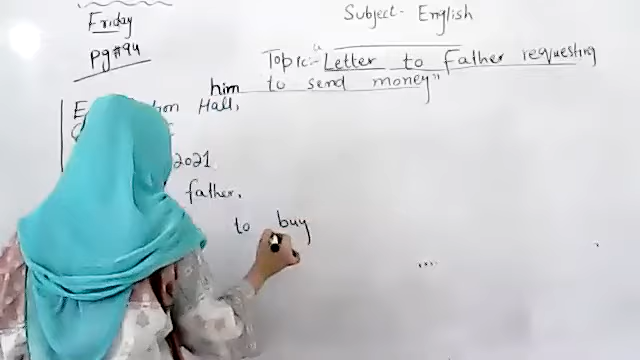 Friday
Pg#94
Subject- English
Topic:- "Letter to Father requesting
him to send money"
Hall,
2021
father,
to buy